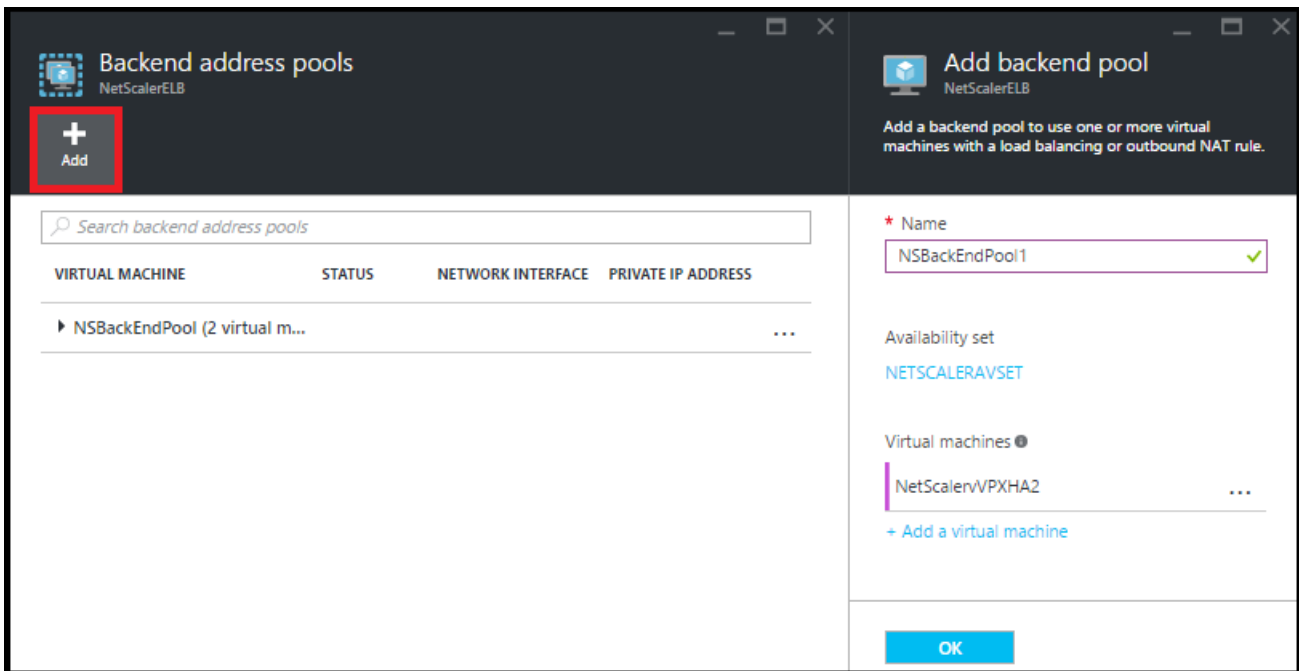 Backend address pools
NetScalerELB
Add
Search backend address pools
VIRTUAL MACHINE STATUS NETWORK INTERFACE PRIVATE IP ADDRESS
NSBackEndPool (2 virtual m...
...
Add backend pool
NetScalerELB
Add a backend pool to use one or more virtual
machines with a load balancing or outbound NAT rule.
* Name
NSBackEndPool1
Availability set
NETSCALERAVSET
Virtual machines
NetScalervVPXHA2
...
+ Add a virtual machine
OK